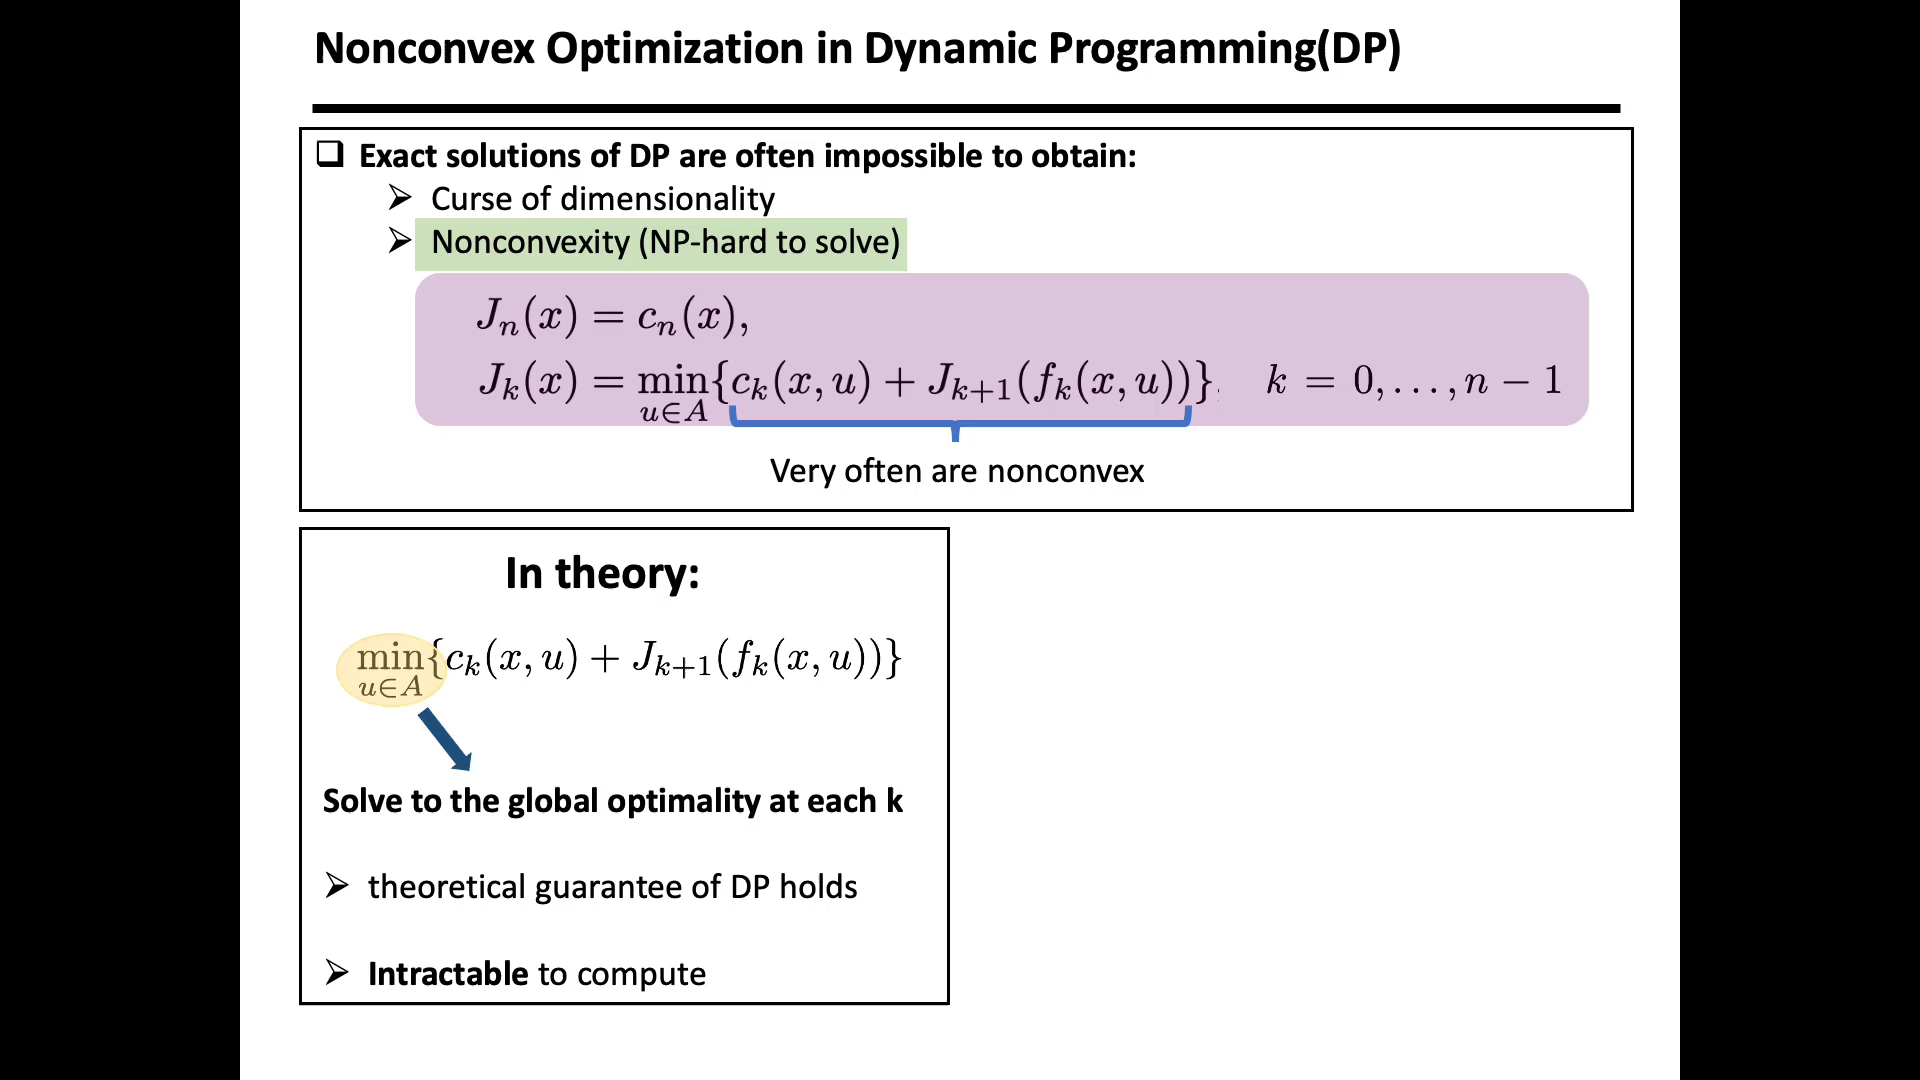 Nonconvex Optimization in Dynamic Programming(DP)
❑ Exact solutions of DP are often impossible to obtain:
➢ Curse of dimensionality
➢ Nonconvexity (NP-hard to solve)
J_n(x) = c_n(x),
J_k(x) = min_{u∈A}{c_k(x, u) + J_{k+1}(f_k(x, u))}. k = 0, . . . , n − 1
Very often are nonconvex
In theory:
min_{u∈A}{c_k(x, u) + J_{k+1}(f_k(x, u))}
Solve to the global optimality at each k
➢ theoretical guarantee of DP holds
➢ Intractable to compute